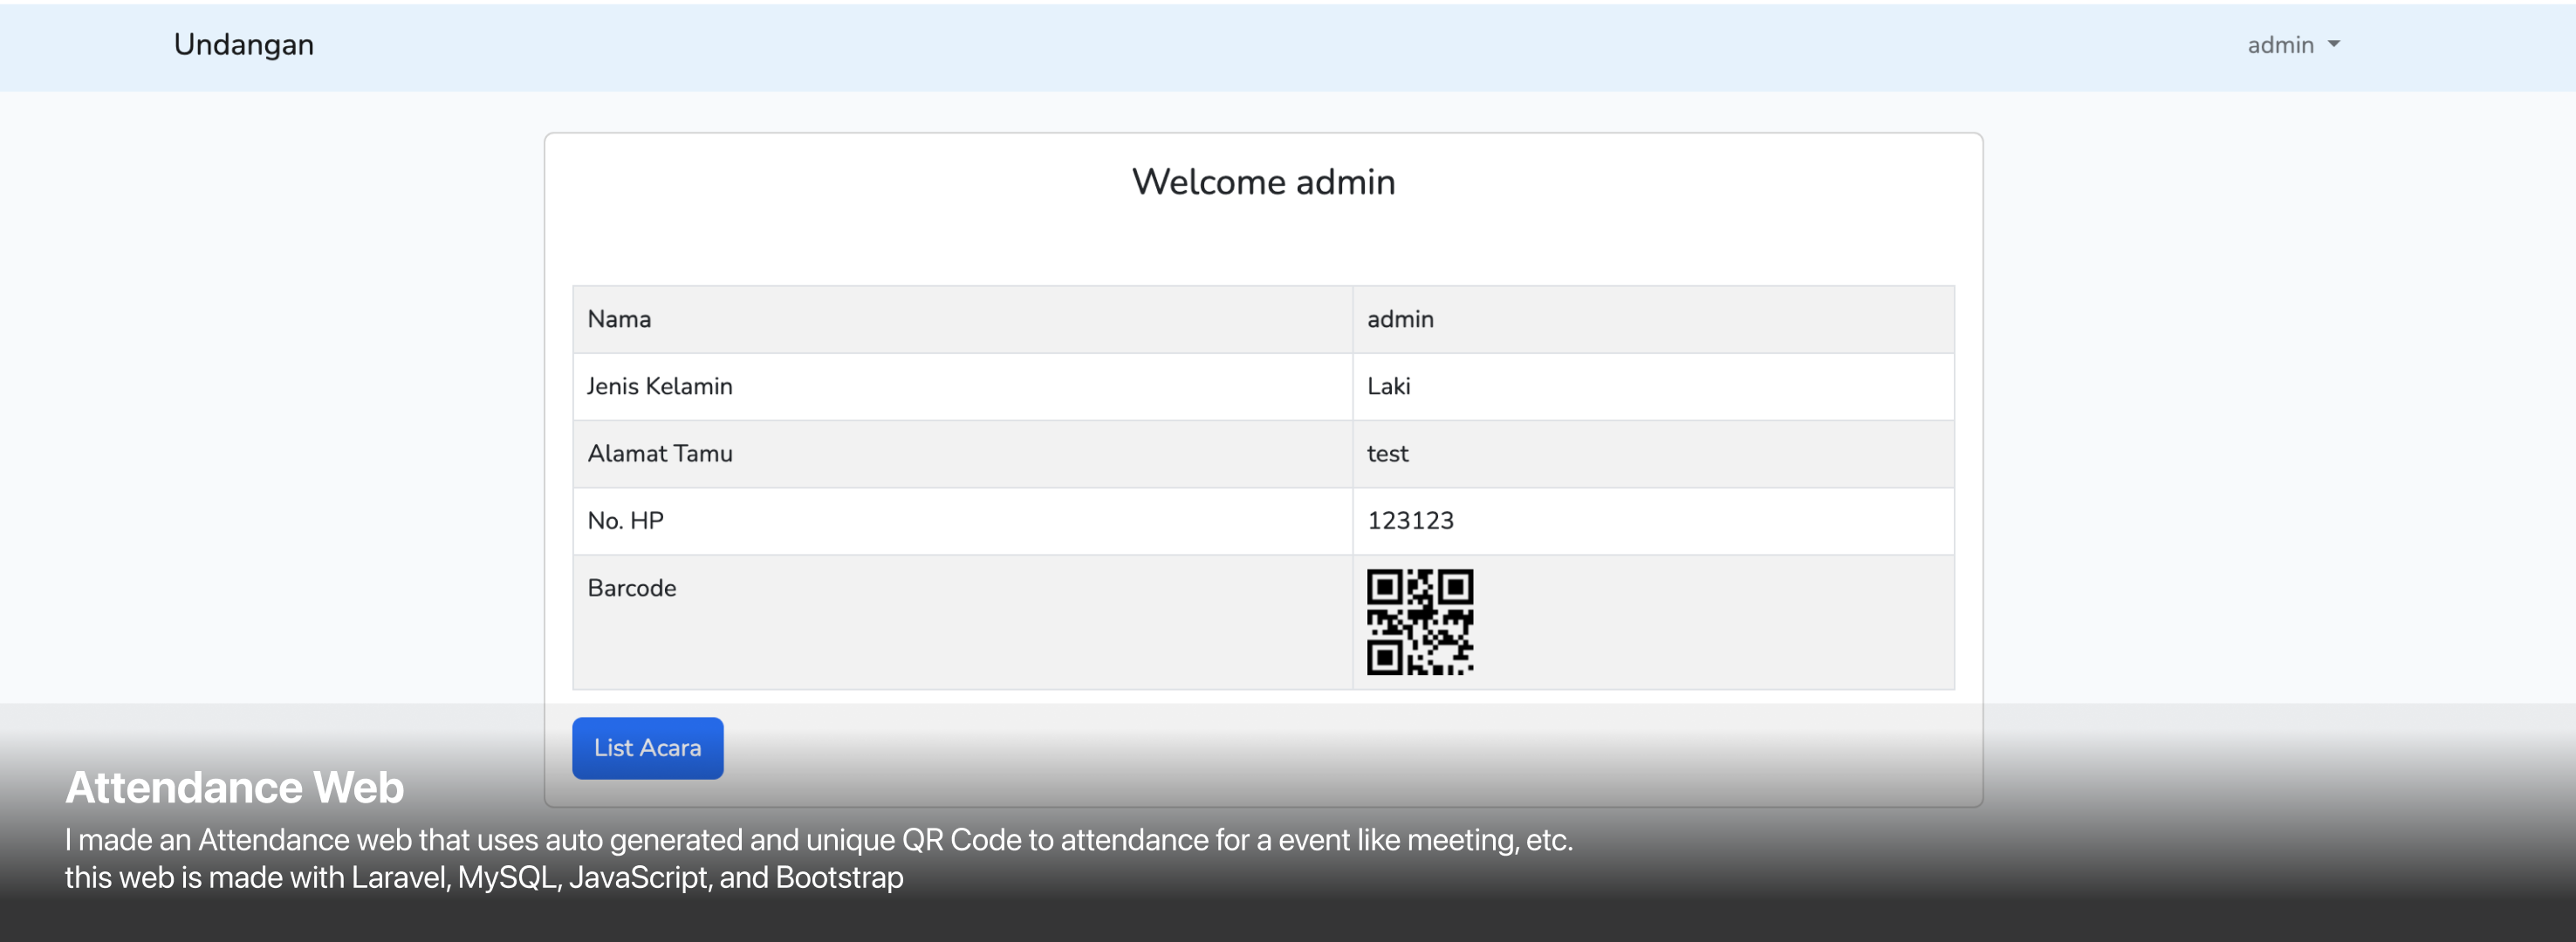 Undangan
admin
Welcome admin
Nama admin
Jenis Kelamin Laki
Alamat Tamu test
No. HP 123123
Barcode
List Acara
Attendance Web
I made an Attendance web that uses auto generated and unique QR Code to attendance for a event like meeting, etc.
this web is made with Laravel, MySQL, JavaScript, and Bootstrap